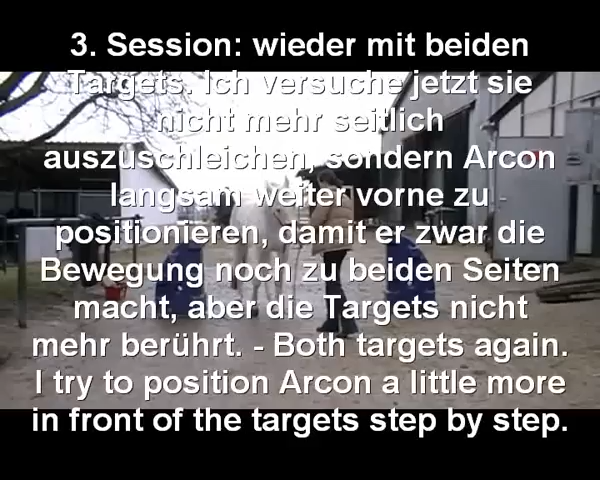 3. Session: wieder mit beiden
Targets. Ich versuche jetzt sie
nicht mehr seitlich
auszuschleichen, sondern Arcon
langsam weiter vorne zu
positionieren, damit er zwar die
Bewegung noch zu beiden Seiten
macht, aber die Targets nicht
mehr berührt. - Both targets again.
I try to position Arcon a little more
in front of the targets step by step.